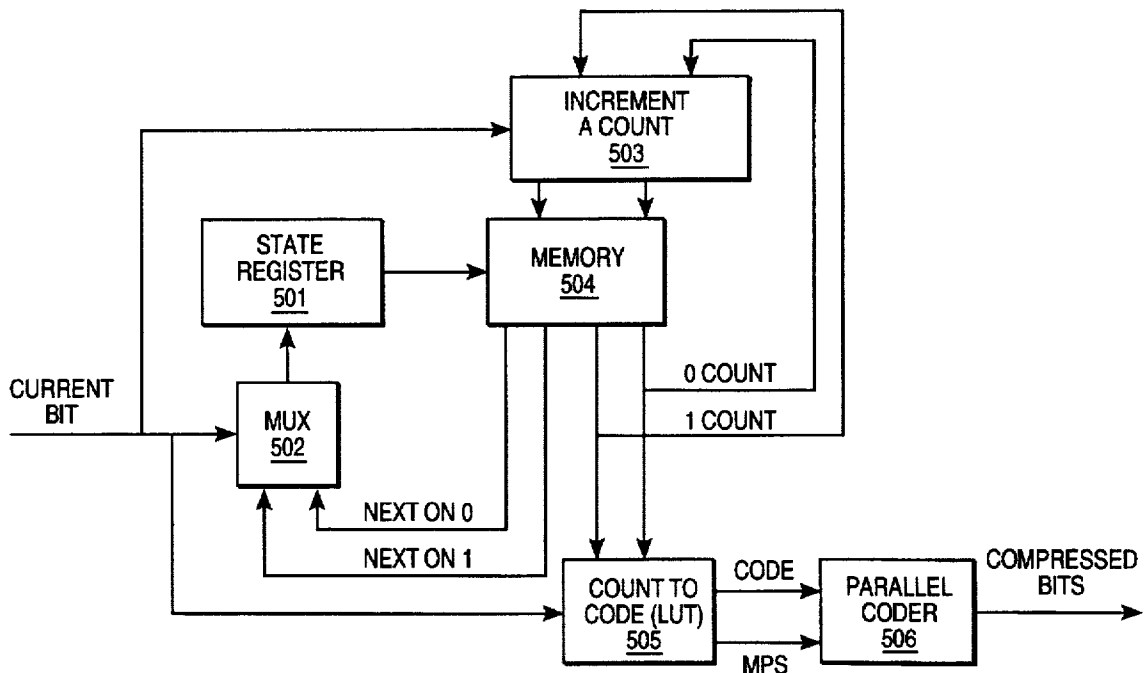 INCREMENT
A COUNT
503
STATE
REGISTER
501
MEMORY
504
0 COUNT
1 COUNT
CURRENT
BIT
MUX
502
NEXT ON 0
NEXT ON 1
COUNT TO
CODE (LUT)
505
CODE
MPS
PARALLEL
CODER
506
COMPRESSED
BITS